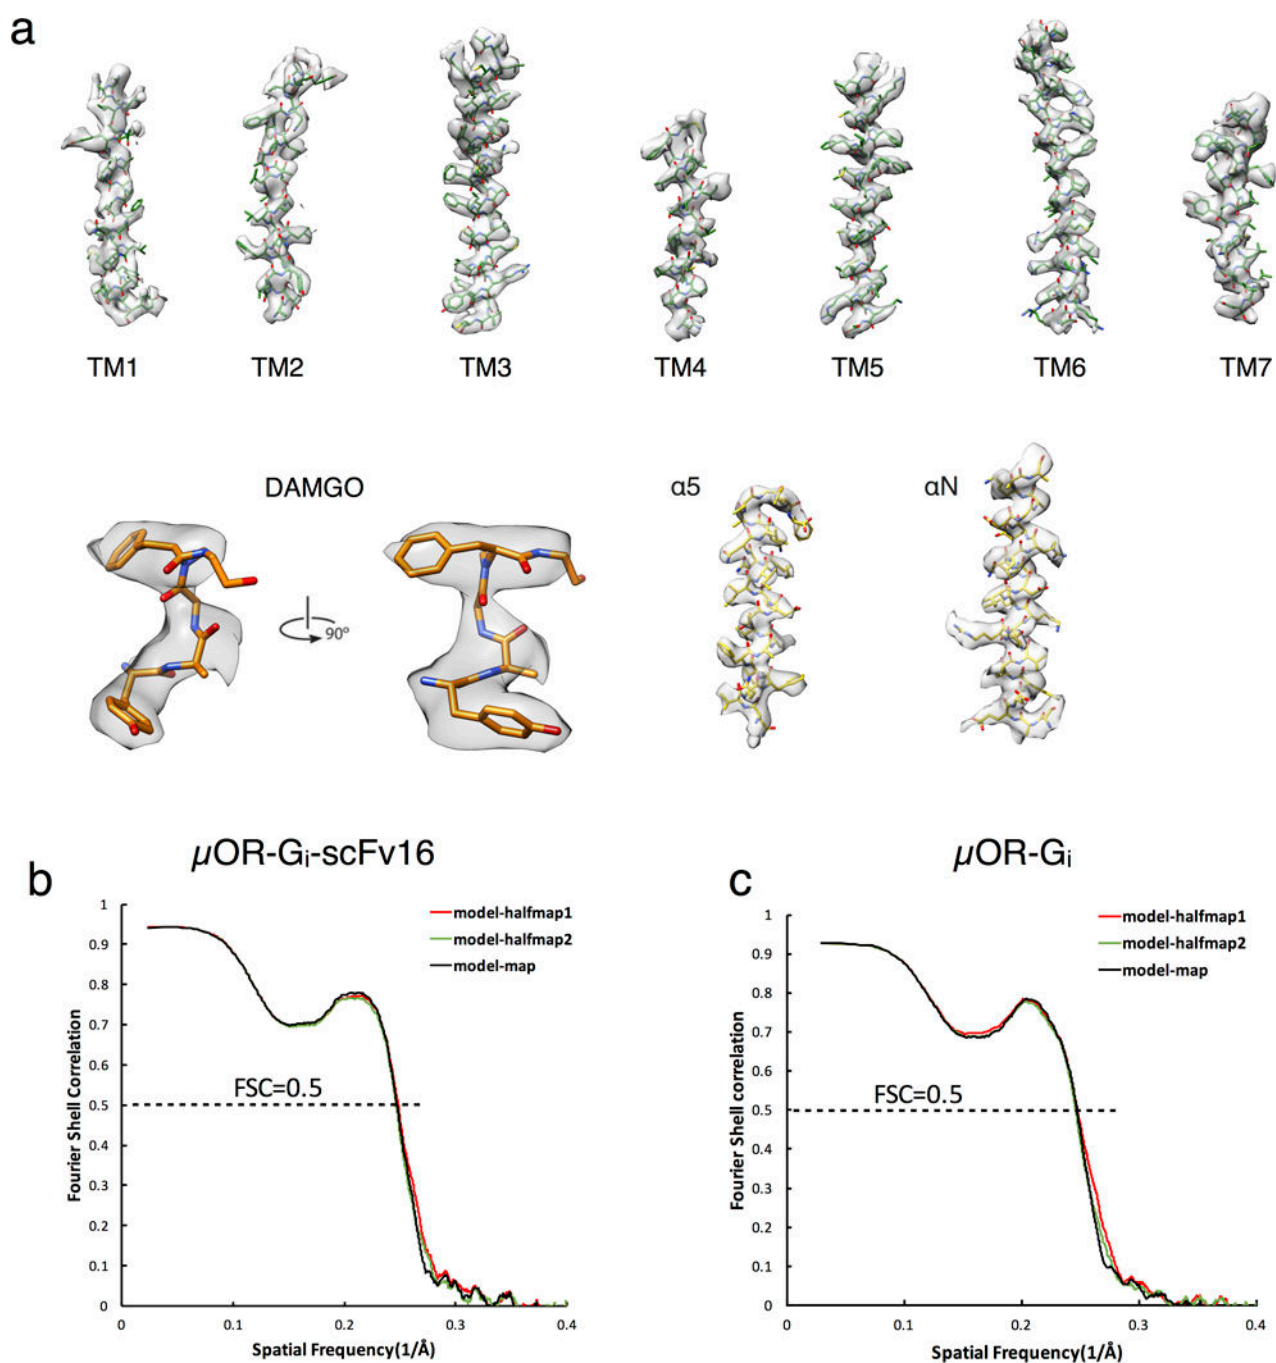 a
TM1 TM2 TM3 TM4 TM5 TM6 TM7
DAMGO
90º
α5
αN
µOR-Gi-scFv16
b
model-halfmap1
model-halfmap2
model-map
FSC=0.5
Fourier Shell Correlation
1
0.9
0.8
0.7
0.6
0.5
0.4
0.3
0.2
0.1
0
0 0.1 0.2 0.3 0.4
Spatial Frequency(1/Å)
µOR-Gi
c
model-halfmap1
model-halfmap2
model-map
FSC=0.5
Fourier Shell correlation
1
0.9
0.8
0.7
0.6
0.5
0.4
0.3
0.2
0.1
0
0 0.1 0.2 0.3 0.4
Spatial Frequency(1/Å)